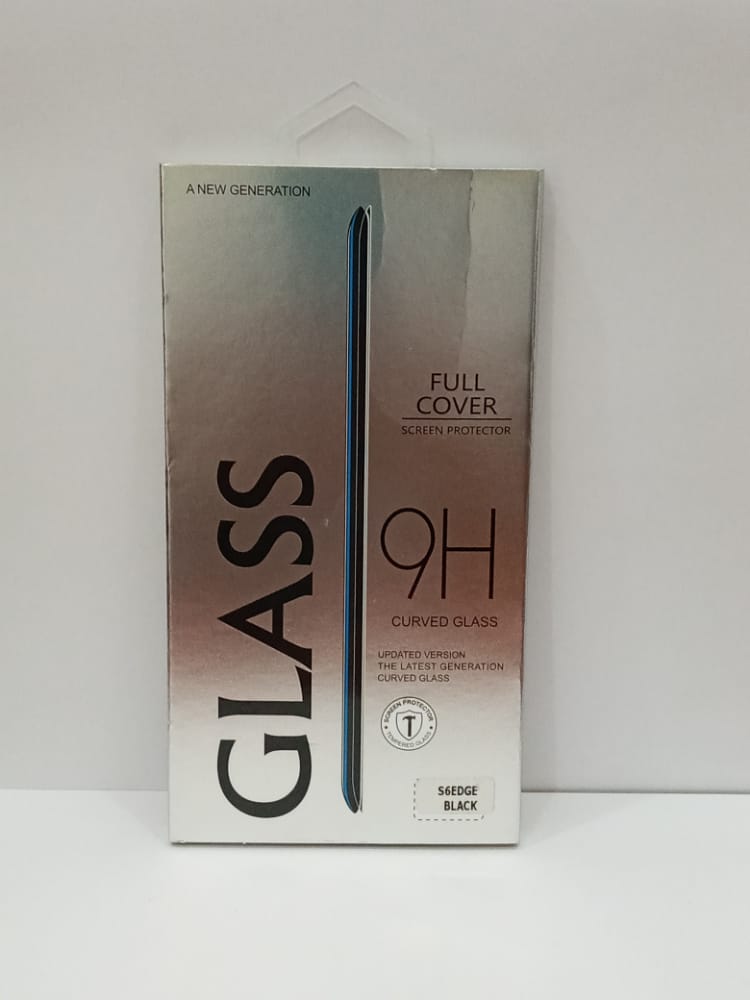 A NEW GENERATION
GLASS
FULL
COVER
SCREEN PROTECTOR
9H
CURVED GLASS
UPDATED VERSION
THE LATEST GENERATION
CURVED GLASS
SCREEN PROTECTOR
TEMPERED GLASS
S6EDGE
BLACK